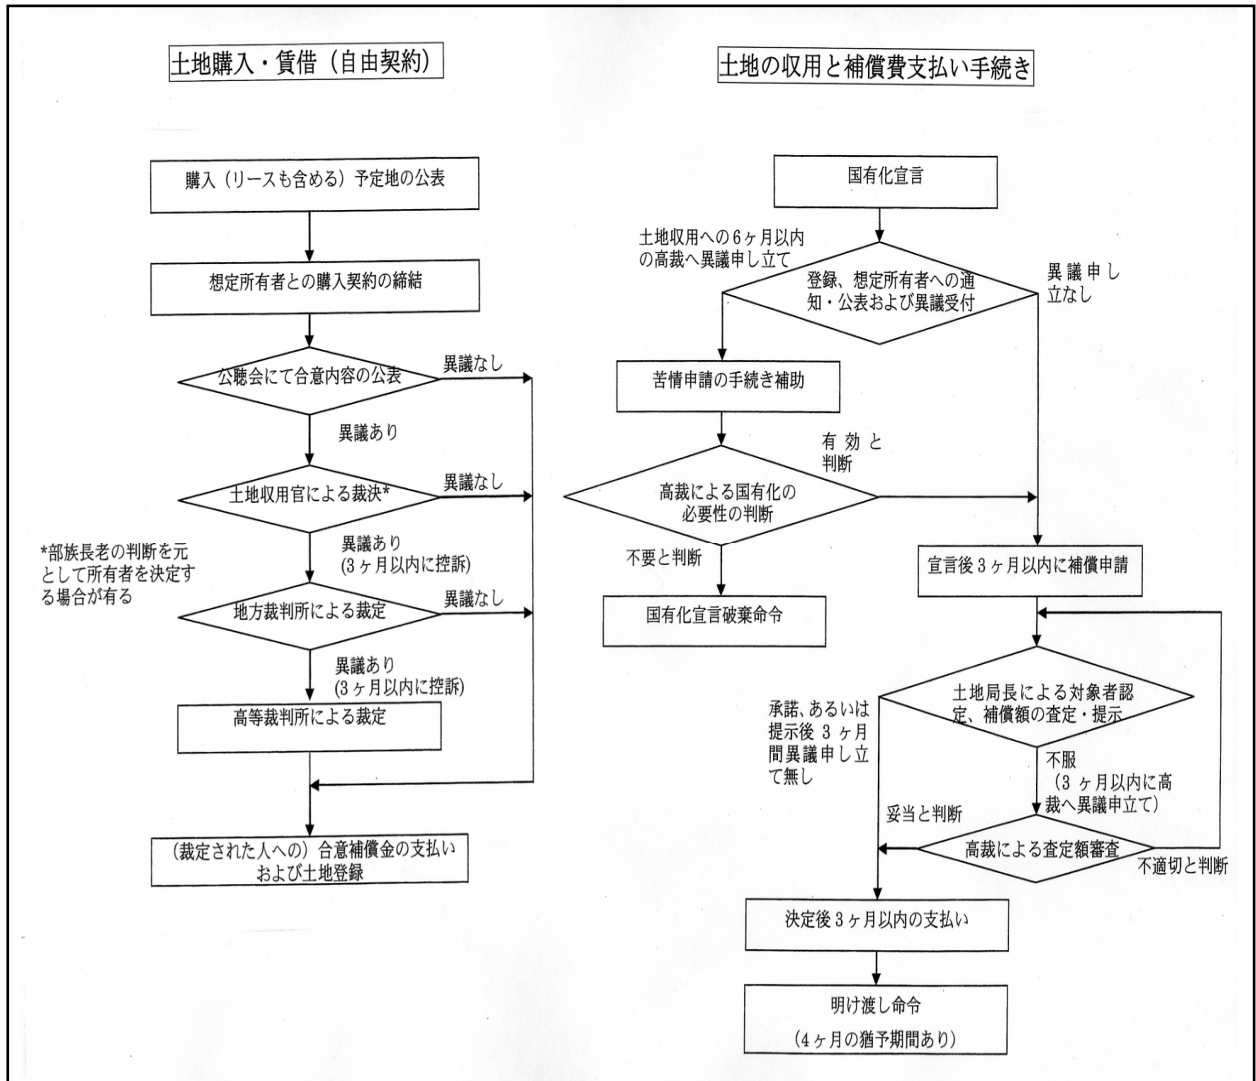 土地購入・賃借（自由契約）
購入（リースも含める）予定地の公表
想定所有者との購入契約の締結
公聴会にて合意内容の公表
異議なし
異議あり
土地収用官による裁決*
異議なし
*部族長老の判断を元
として所有者を決定す
る場合が有る
異議あり
(3ヶ月以内に控訴)
地方裁判所による裁定
異議なし
異議あり
(3ヶ月以内に控訴)
高等裁判所による裁定
（裁定された人への）合意補償金の支払い
および土地登録
土地の収用と補償費支払い手続き
国有化宣言
土地収用への6ヶ月以内
の高裁へ異議申し立て
登録、想定所有者への通
知・公表および異議受付
異議申し
立なし
苦情申請の手続き補助
有効と
判断
高裁による国有化の
必要性の判断
不要と判断
国有化宣言破棄命令
宣言後3ヶ月以内に補償申請
土地局長による対象者認
定、補償額の査定・提示
承諾、あるいは
提示後3ヶ月
間異議申し立
て無し
不服
（3ヶ月以内に高
裁へ異議申立て）
妥当と判断
高裁による査定額審査
不適切と判断
決定後3ヶ月以内の支払い
明け渡し命令
（4ヶ月の猶予期間あり）